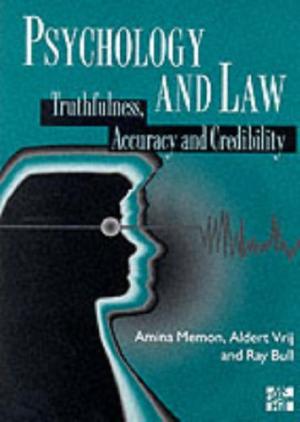 PSYCHOLOGY
AND LAW
Truthfulness,
Accuracy and Credibility
Amina Memon, Aldert Vrij
and Ray Bull